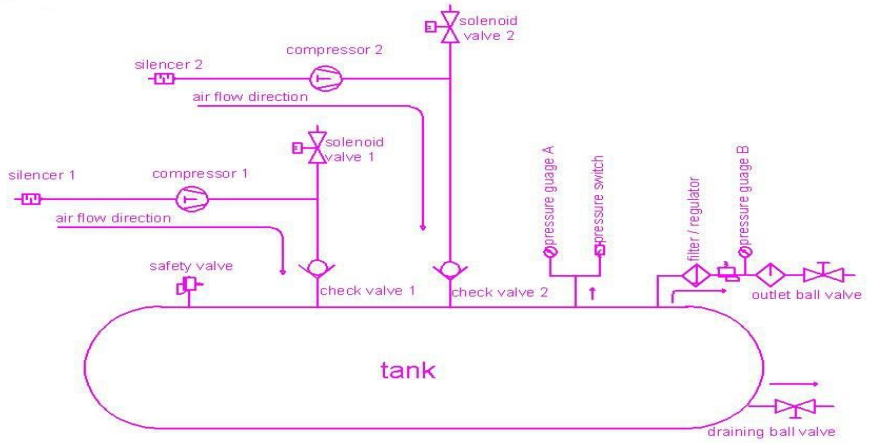 solenoid
valve 2
compressor 2
silencer 2
air flow direction
solenoid
valve 1
compressor 1
silencer 1
air flow direction
pressure guage A
pressure switch
filter / regulator
pressure guage B
safety valve
check valve 1
check valve 2
outlet ball valve
tank
draining ball valve